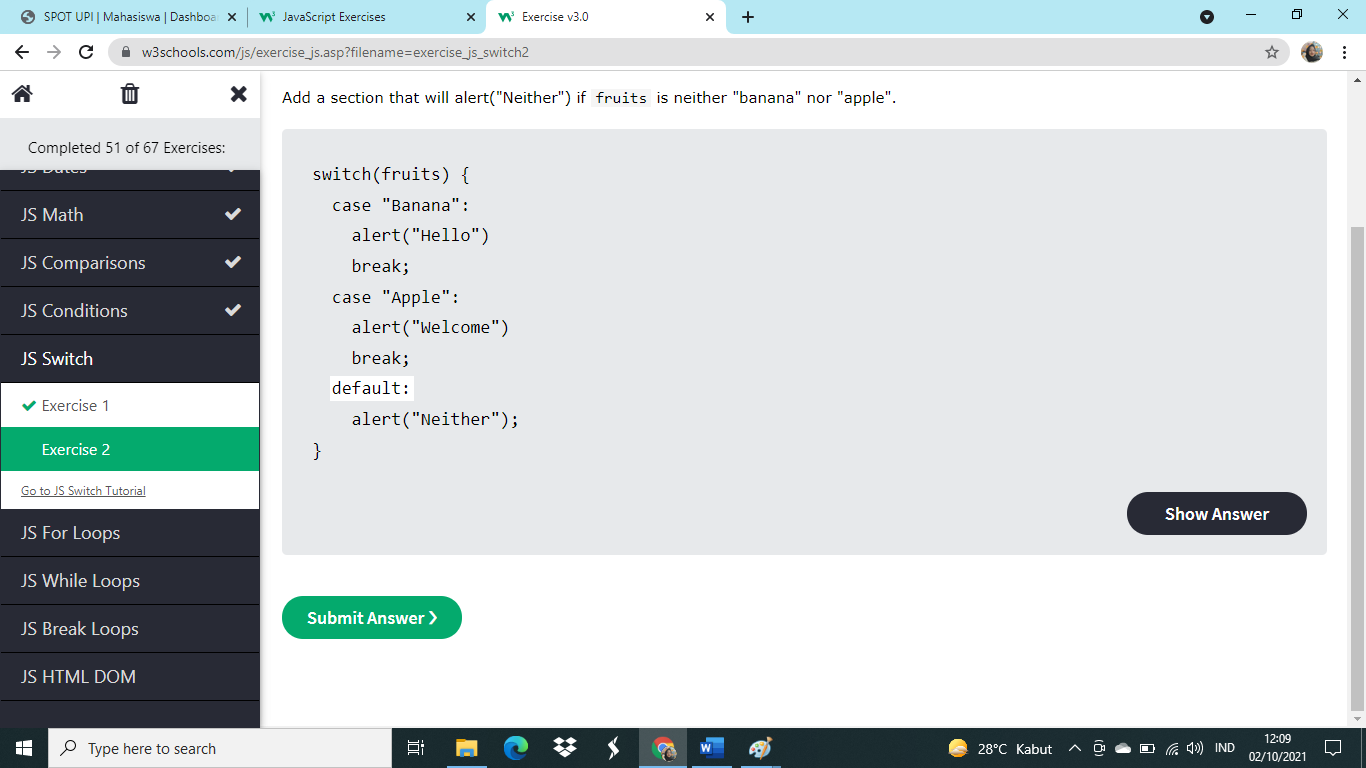 SPOT UPI | Mahasiswa | Dashboa
JavaScript Exercises
Exercise v3.0
w3schools.com/js/exercise_js.asp?filename=exercise_js_switch2
Completed 51 of 67 Exercises:
JS Dates
JS Math
JS Comparisons
JS Conditions
JS Switch
Exercise 1
Exercise 2
Go to JS Switch Tutorial
JS For Loops
JS While Loops
JS Break Loops
JS HTML DOM
Add a section that will alert("Neither") if fruits is neither "banana" nor "apple".
switch(fruits) {
case "Banana":
alert("Hello")
break;
case "Apple":
alert("Welcome")
break;
default:
alert("Neither");
}
Show Answer
Submit Answer ❯
Type here to search
28°C Kabut
IND
12:09
02/10/2021